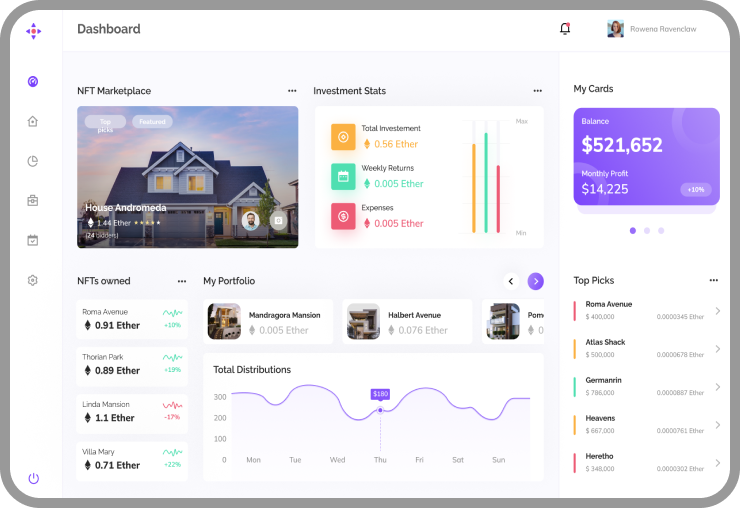 Dashboard
Rowena Ravenclaw
NFT Marketplace
Top
picks
Featured
House Andromeda
1.44 Ether
(24 bidders)
Investment Stats
Total Investement
0.56 Ether
Weekly Returns
0.005 Ether
Expenses
0.005 Ether
Max
Min
My Cards
Balance
$521,652
Monthly Profit
$14,225
+10%
NFTs owned
Roma Avenue
0.91 Ether
+10%
Thorian Park
0.89 Ether
+19%
Linda Mansion
1.1 Ether
-17%
Villa Mary
0.71 Ether
+22%
My Portfolio
Mandragora Mansion
0.005 Ether
Halbert Avenue
0.076 Ether
Pom
0
Total Distributions
$180
300
200
100
0
Mon Tue Wed Thu Fri Sat Sun
Top Picks
Roma Avenue
$ 400,000 0.0000345 Ether
Atlas Shack
$ 500,000 0.0000678 Ether
Germanrin
$ 786,000 0.0000887 Ether
Heavens
$ 667,000 0.0000761 Ether
Heretho
$ 348,000 0.0000302 Ether